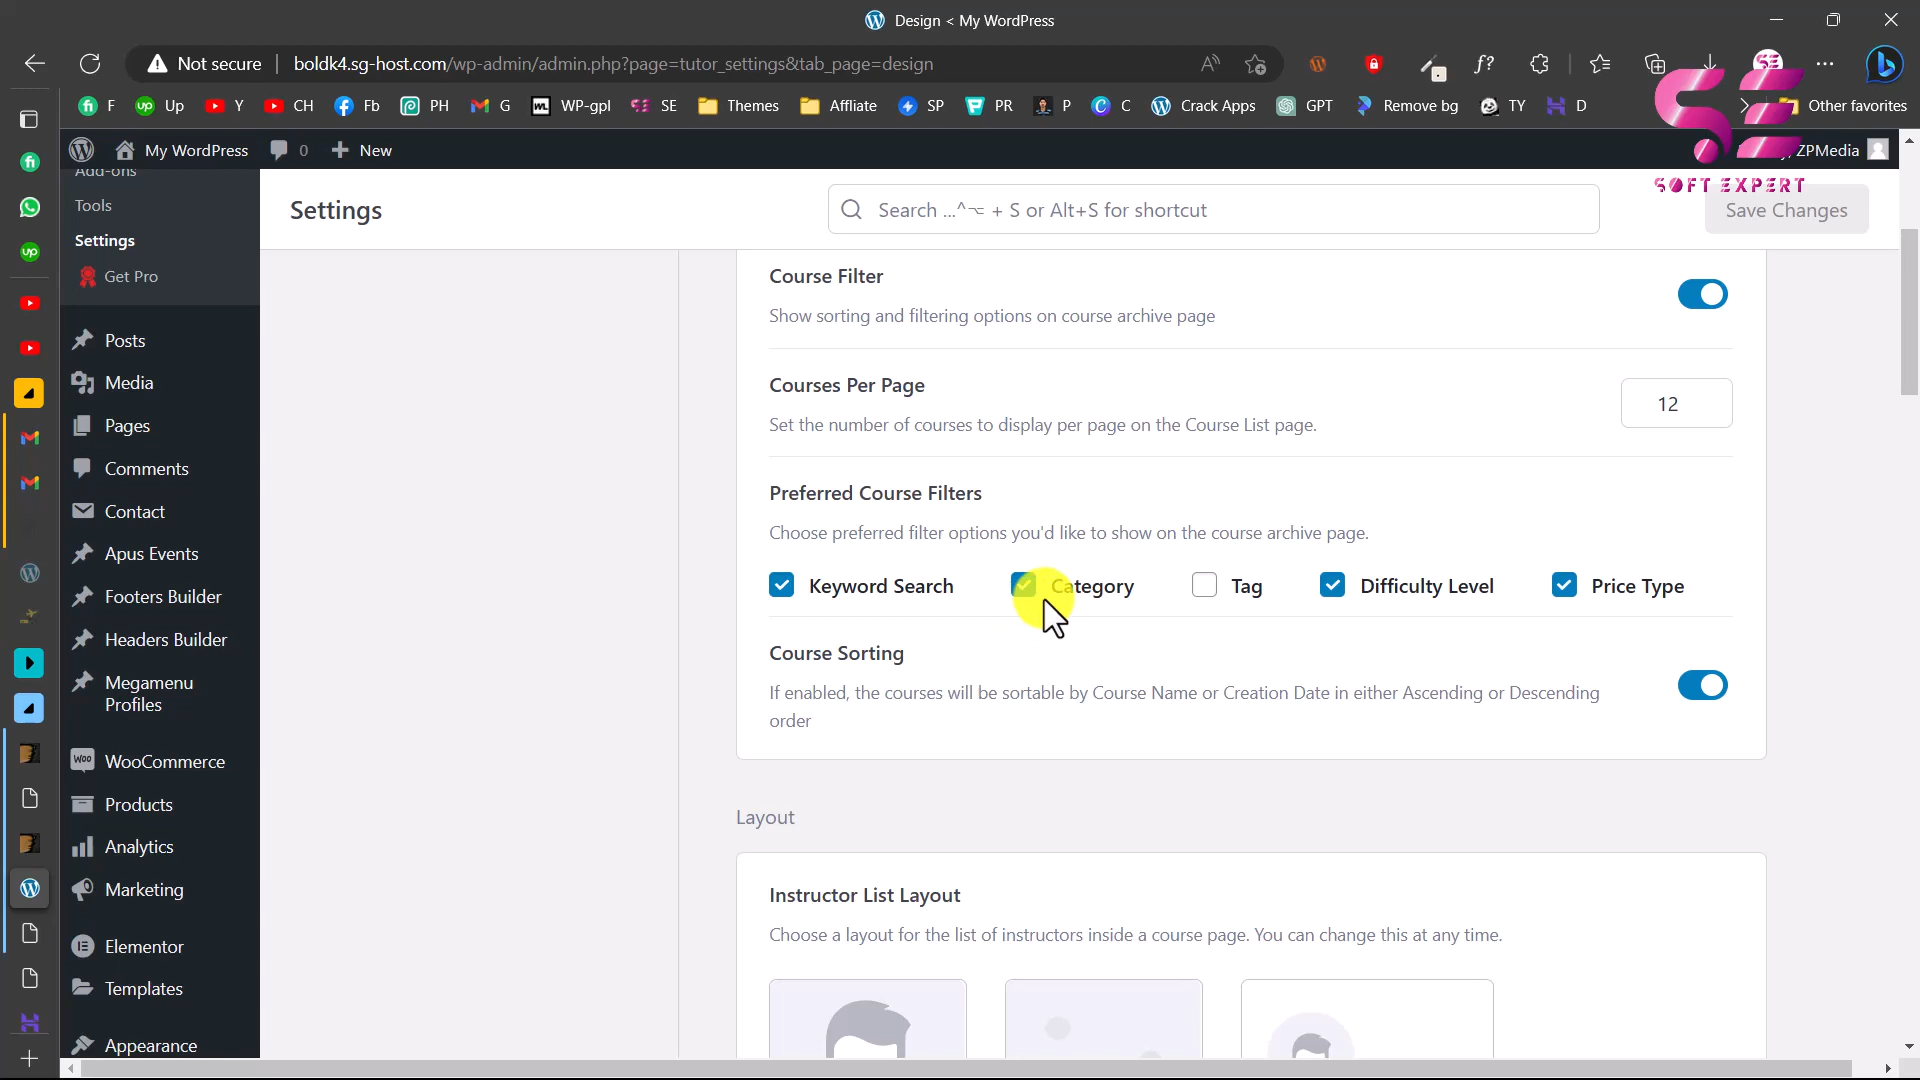 Design < My WordPress
Not secure
boldk4.sg-host.com/wp-admin/admin.php?page=tutor_settings&tab_page=design
F Up Y CH Fb PH G WP-gpl SE Themes Affliate SP PR P C Crack Apps GPT Remove bg TY D Other favorites
My WordPress 0 New
ZPMedia
SOFT EXPERT
Add-ons
Tools
Settings
Get Pro
Posts
Media
Pages
Comments
Contact
Apus Events
Footers Builder
Headers Builder
Megamenu
Profiles
WooCommerce
Products
Analytics
Marketing
Elementor
Templates
Appearance
Settings
Search ...^⌥ + S or Alt+S for shortcut
Save Changes
Course Filter
Show sorting and filtering options on course archive page
Courses Per Page
12
Set the number of courses to display per page on the Course List page.
Preferred Course Filters
Choose preferred filter options you'd like to show on the course archive page.
Keyword Search Category Tag Difficulty Level Price Type
Course Sorting
If enabled, the courses will be sortable by Course Name or Creation Date in either Ascending or Descending
order
Layout
Instructor List Layout
Choose a layout for the list of instructors inside a course page. You can change this at any time.